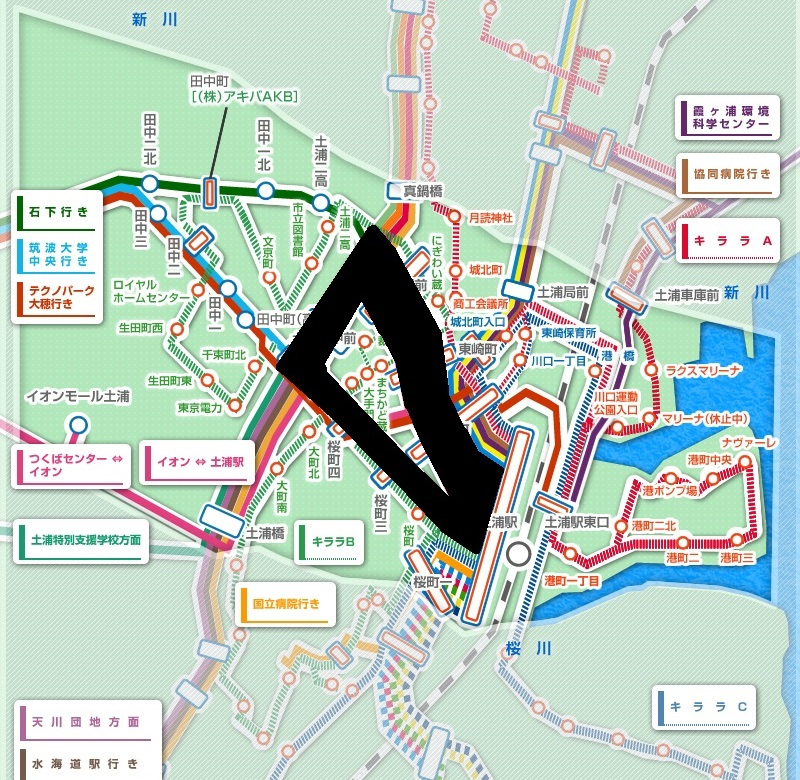 新 川
田中町
[(株)アキバAKB]
田中二北
田中一北
土浦二高
霞ヶ浦環境
科学センター
協同病院行き
真鍋橋
石下行き
田中三
市立図書館
土浦二高
月読神社
キララA
筑波大学
中央行き
田中二
文京町
にぎわい蔵
城北町
テクノパーク
大穂行き
ロイヤル
ホームセンター
田中一
商工会議所
土浦局前
土浦車庫前
新 川
生田町西
田中町
城北町入口
東崎保育所
前
東崎町
港橋
千束町北
川口一丁目
ラクスマリーナ
生田町東
まちかど蔵
大手
川口運動
公園入口
イオンモール土浦
東京電力
マリーナ(休止中)
桜町四
ナヴァーレ
つくばセンター ⇔
イオン
イオン ⇔ 土浦駅
大町北
港町中央
桜町三
港ポンプ場
大町南
土浦駅
土浦駅東口
港町二北
土浦特別支援学校方面
土浦橋
キララB
桜町
港町二
港町三
桜町一
港町一丁目
国立病院行き
桜 川
天川団地方面
キララC
水海道駅行き